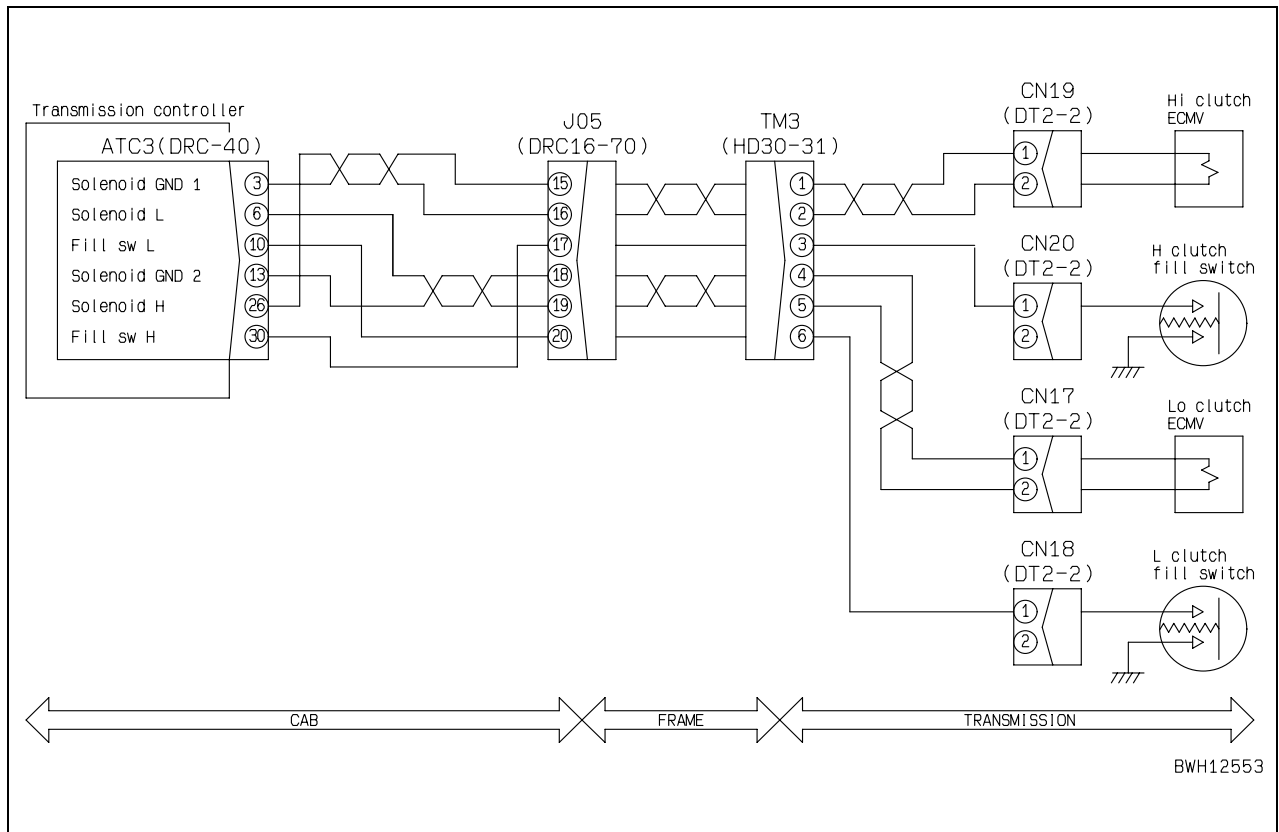 Transmission controller
ATC3(DRC-40)
Solenoid GND 1
3
Solenoid L
6
Fill sw L
10
Solenoid GND 2
13
Solenoid H
26
Fill sw H
30
J05
(DRC16-70)
15
16
17
18
19
20
TM3
(HD30-31)
1
2
3
4
5
6
CN19
(DT2-2)
1
2
Hi clutch
ECMV
CN20
(DT2-2)
1
2
H clutch
fill switch
CN17
(DT2-2)
1
2
Lo clutch
ECMV
CN18
(DT2-2)
1
2
L clutch
fill switch
CAB
FRAME
TRANSMISSION
BWH12553